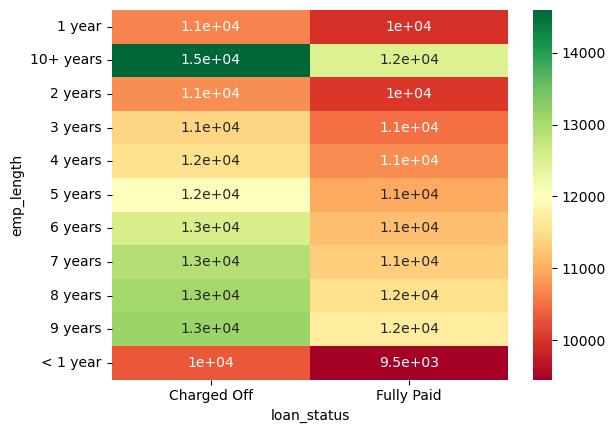 1 year 1.1e+04 1e+04
10+ years 1.5e+04 1.2e+04
2 years 1.1e+04 1e+04
3 years 1.1e+04 1.1e+04
4 years 1.2e+04 1.1e+04
5 years 1.2e+04 1.1e+04
6 years 1.3e+04 1.1e+04
7 years 1.3e+04 1.1e+04
8 years 1.3e+04 1.2e+04
9 years 1.3e+04 1.2e+04
< 1 year 1e+04 9.5e+03
Charged Off Fully Paid
loan_status
emp_length
14000
13000
12000
11000
10000